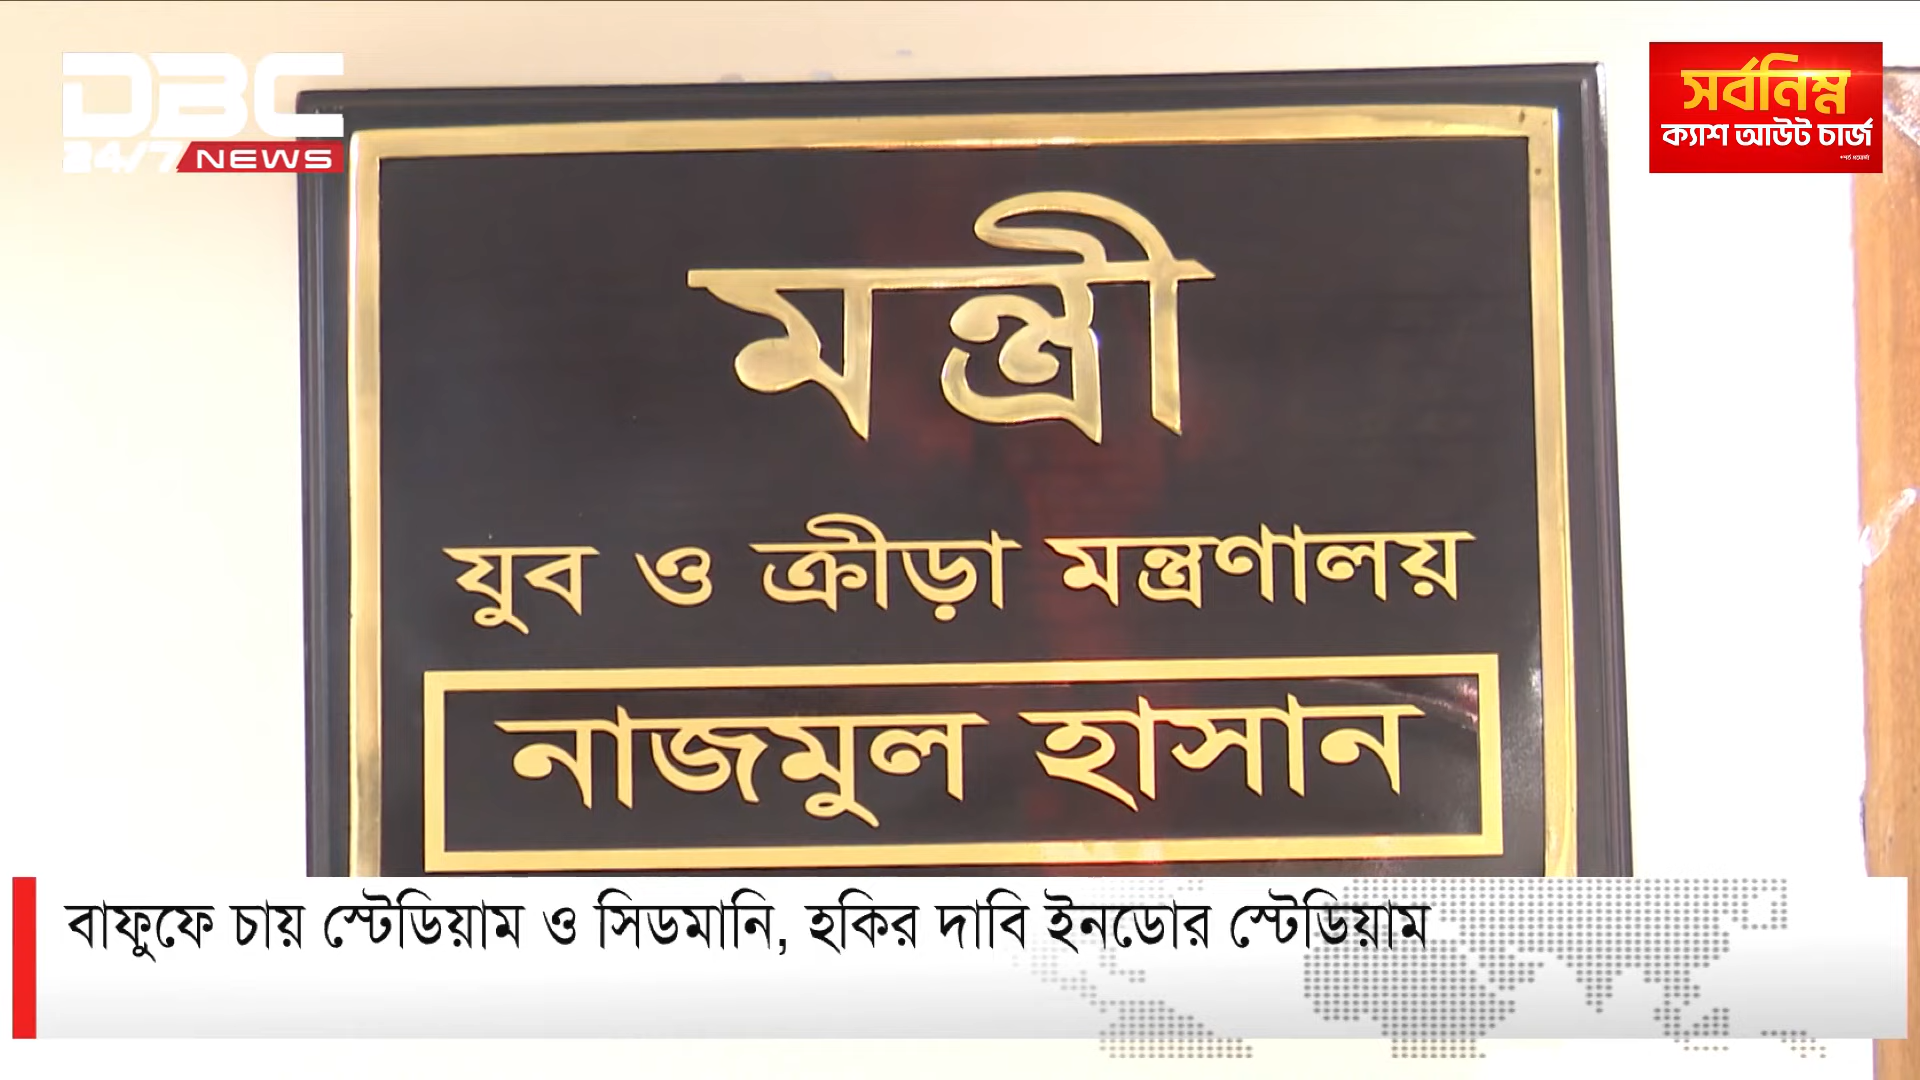 DBC
24/7 NEWS
সর্বনিম্ন
ক্যাশ আউট চার্জ
মন্ত্রী
যুব ও ক্রীড়া মন্ত্রণালয়
নাজমুল হাসান
বাফুফে চায় স্টেডিয়াম ও সিডমানি, হকির দাবি ইনডোর স্টেডিয়াম